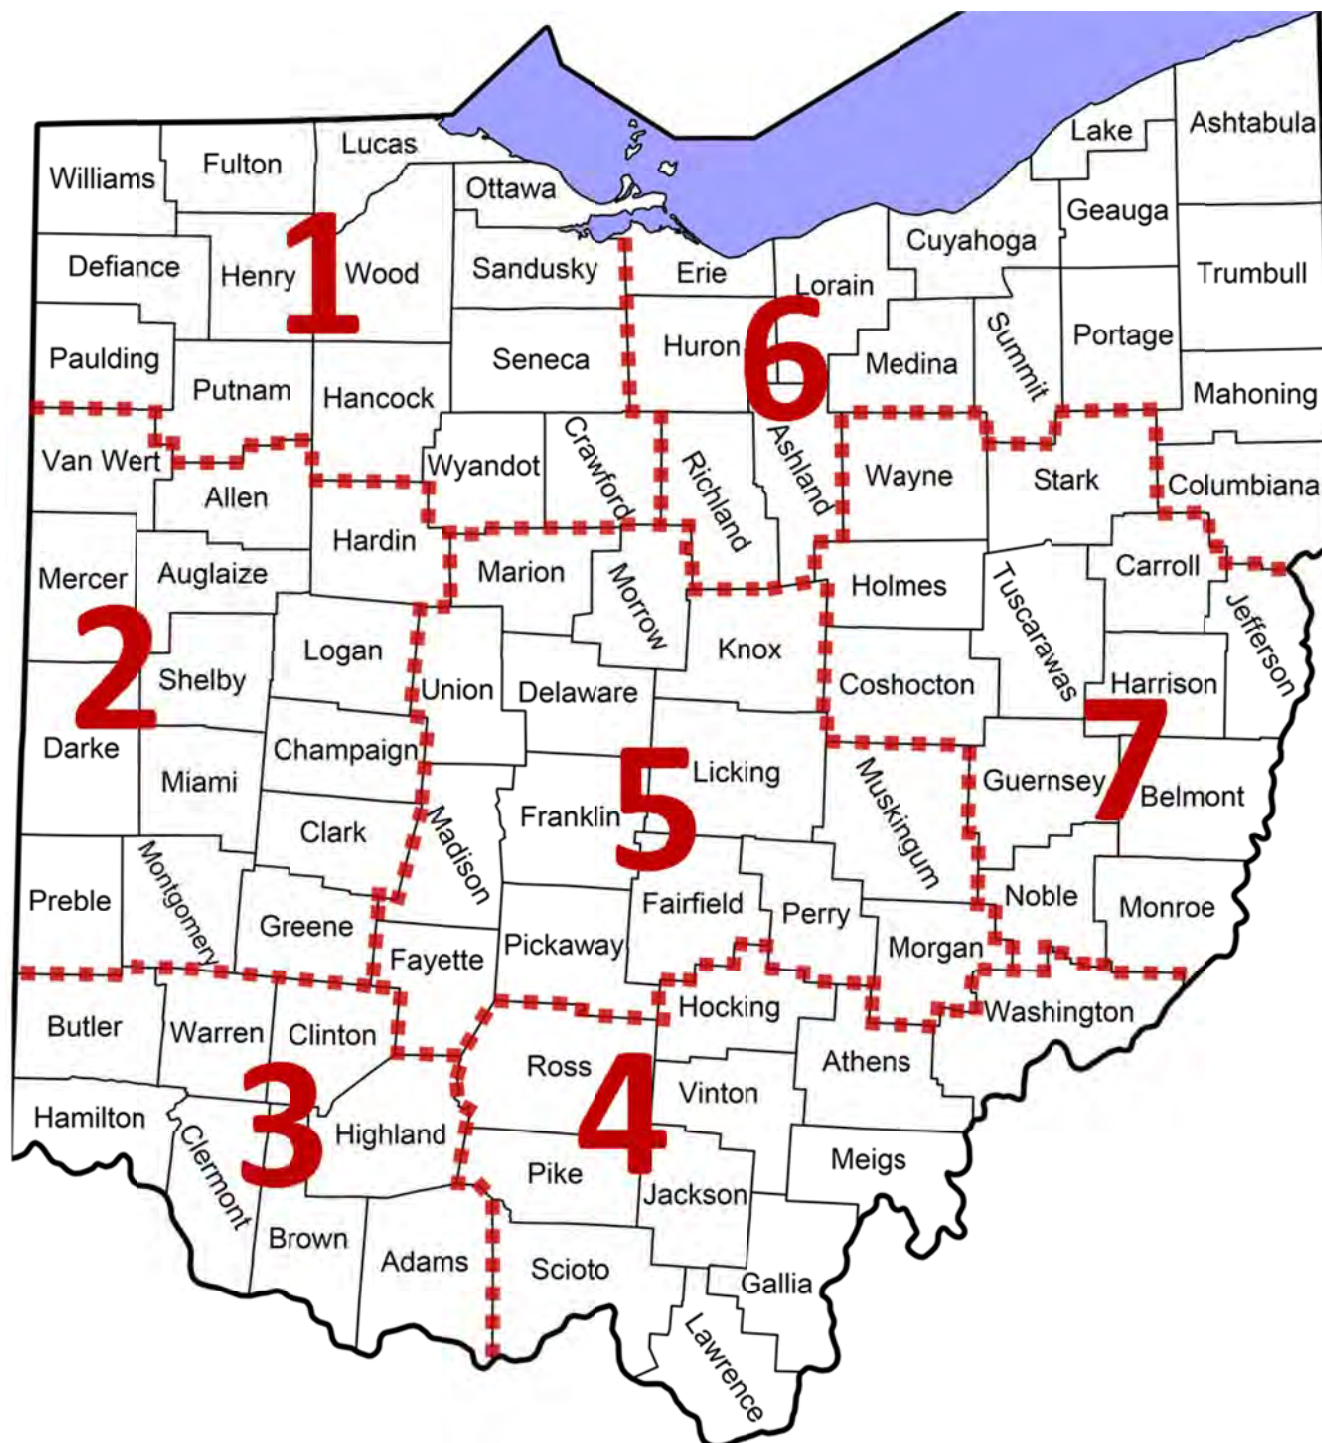 Lake
Ashtabula
Lucas
Fulton
Williams
Ottawa
Geauga
Cuyahoga
Defiance
Henry
1
Wood
Sandusky
Erie
Lorain
Trumbull
Paulding
Putnam
Hancock
Seneca
Huron
6
Medina
Summit
Portage
Mahoning
Van Wert
Allen
Wyandot
Crawford
Richland
Ashland
Wayne
Stark
Columbiana
Hardin
Mercer
Auglaize
Marion
Morrow
Holmes
Tuscarawas
Carroll
Jefferson
2
Shelby
Logan
Union
Delaware
Knox
Coshocton
Harrison
Darke
Miami
Champaign
Franklin
5
Licking
Muskingum
Guernsey
7
Belmont
Clark
Madison
Preble
Montgomery
Greene
Fayette
Pickaway
Fairfield
Perry
Morgan
Noble
Monroe
Butler
Warren
Clinton
Hocking
Washington
Ross
Vinton
Athens
Hamilton
Clermont
3
Highland
4
Pike
Jackson
Meigs
Brown
Adams
Scioto
Gallia
Lawrence